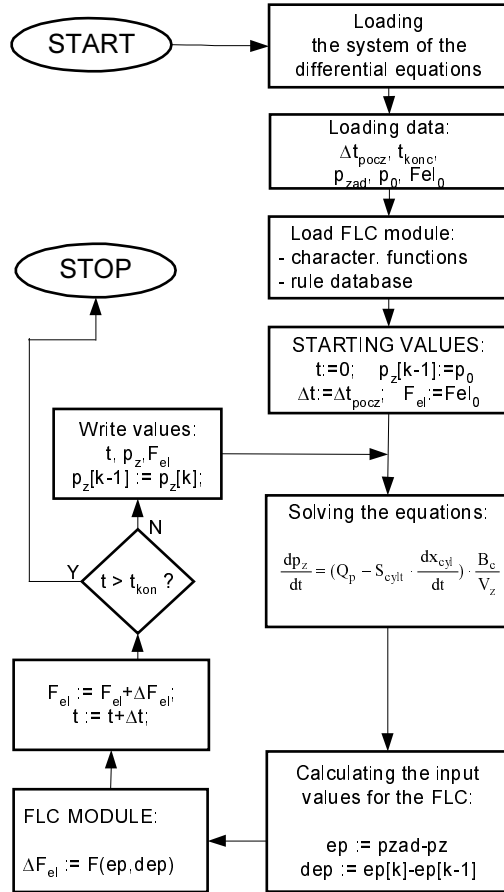 START
Loading
the system of the
differential equations
Loading data:
Δt_pocz, t_konc,
p_zad, p_0, Fel_0
Load FLC module:
- character. functions
- rule database
STARTING VALUES:
t:=0; p_z[k-1]:=p_0
Δt:=Δt_pocz; F_el:=Fel_0
Solving the equations:
dp_z/dt = (Q_p − S_cylt · dx_cyl/dt) · B_c/V_z
Calculating the input
values for the FLC:
ep := pzad-pz
dep := ep[k]-ep[k-1]
FLC MODULE:
ΔF_el := F(ep,dep)
F_el := F_el+ΔF_el;
t := t+Δt;
t > t_kon ?
Y
N
Write values:
t, p_z,F_el
p_z[k-1] := p_z[k];
STOP